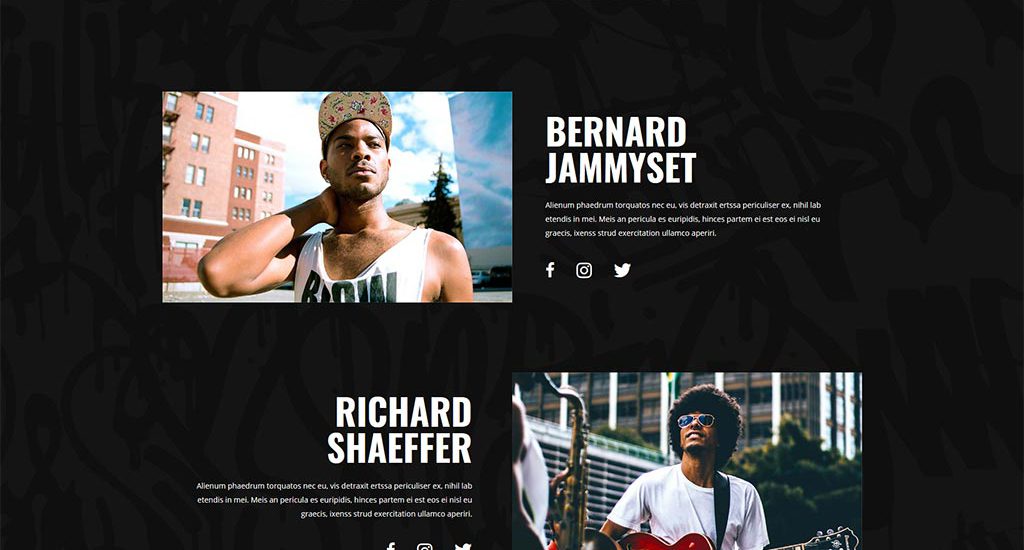 BERNARD
JAMMYSET
Alienum phaedrum torquatos nec eu, vis detraxit ertssa periculiser ex, nihil lab
etendis in mei. Meis an pericula es euripidis, hinces partem ei est eos ei nisl eu
graecis, ixenss strud exercitation ullamco aperiri.
RICHARD
SHAEFFER
Alienum phaedrum torquatos nec eu, vis detraxit ertssa periculiser ex, nihil lab
etendis in mei. Meis an pericula es euripidis, hinces partem ei est eos ei nisl eu
graecis, ixenss strud exercitation ullamco aperiri.